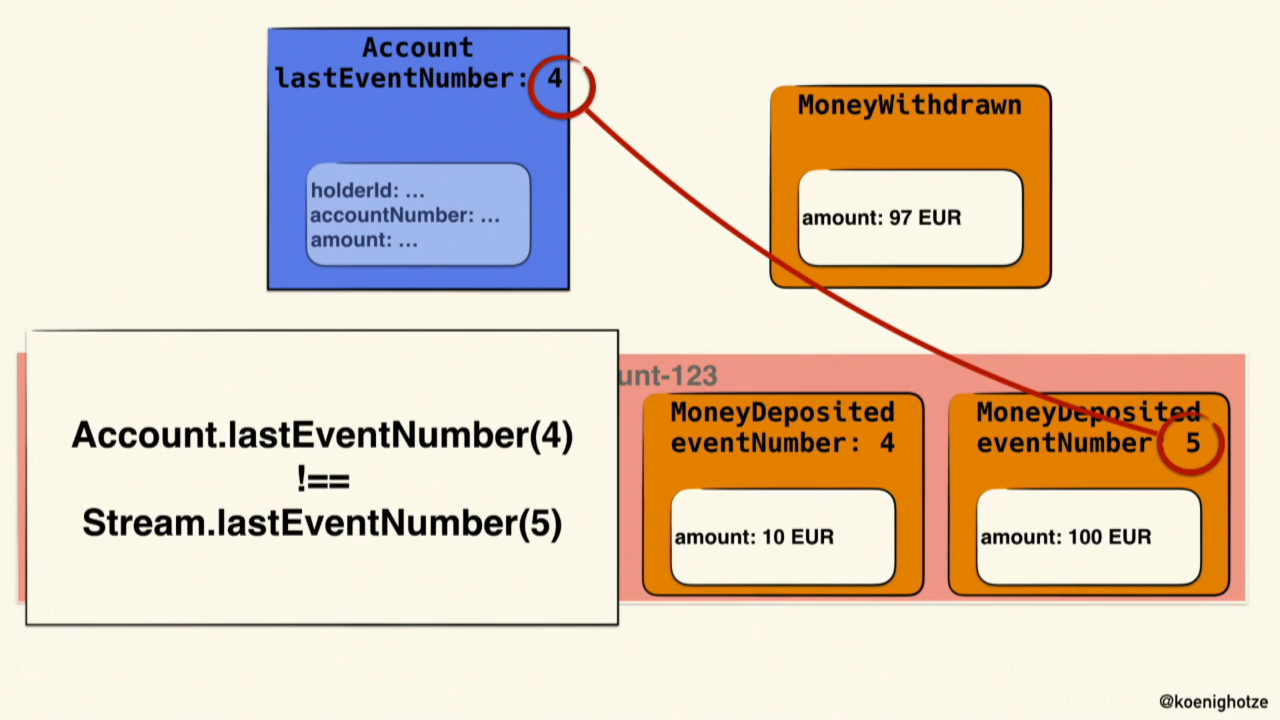 Account
lastEventNumber: 4
holderId: …
accountNumber: …
amount: …
MoneyWithdrawn
amount: 97 EUR
Account.lastEventNumber(4)
!==
Stream.lastEventNumber(5)
unt-123
MoneyDeposited
eventNumber: 4
amount: 10 EUR
MoneyDeposited
eventNumber 5
amount: 100 EUR
@koenighotze